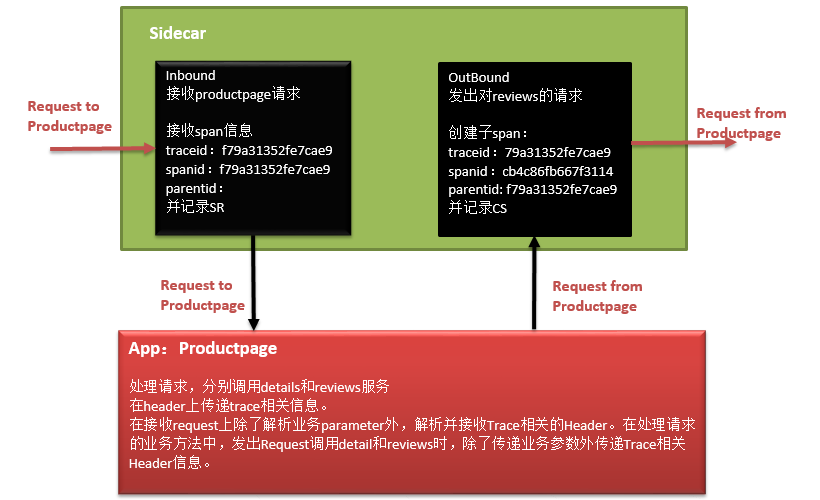 Sidecar
Inbound
接收productpage请求
接收span信息
traceid：f79a31352fe7cae9
spanid：f79a31352fe7cae9
parentid：
并记录SR
OutBound
发出对reviews的请求
创建子span：
traceid：79a31352fe7cae9
spanid：cb4c86fb667f3114
parentid: f79a31352fe7cae9
并记录CS
Request to
Productpage
Request from
Productpage
Request to
Productpage
Request from
Productpage
App：Productpage
处理请求，分别调用details和reviews服务
在header上传递trace相关信息。
在接收request上除了解析业务parameter外，解析并接收Trace相关的Header。在处理请求
的业务方法中，发出Request调用detail和reviews时，除了传递业务参数外传递Trace相关
Header信息。